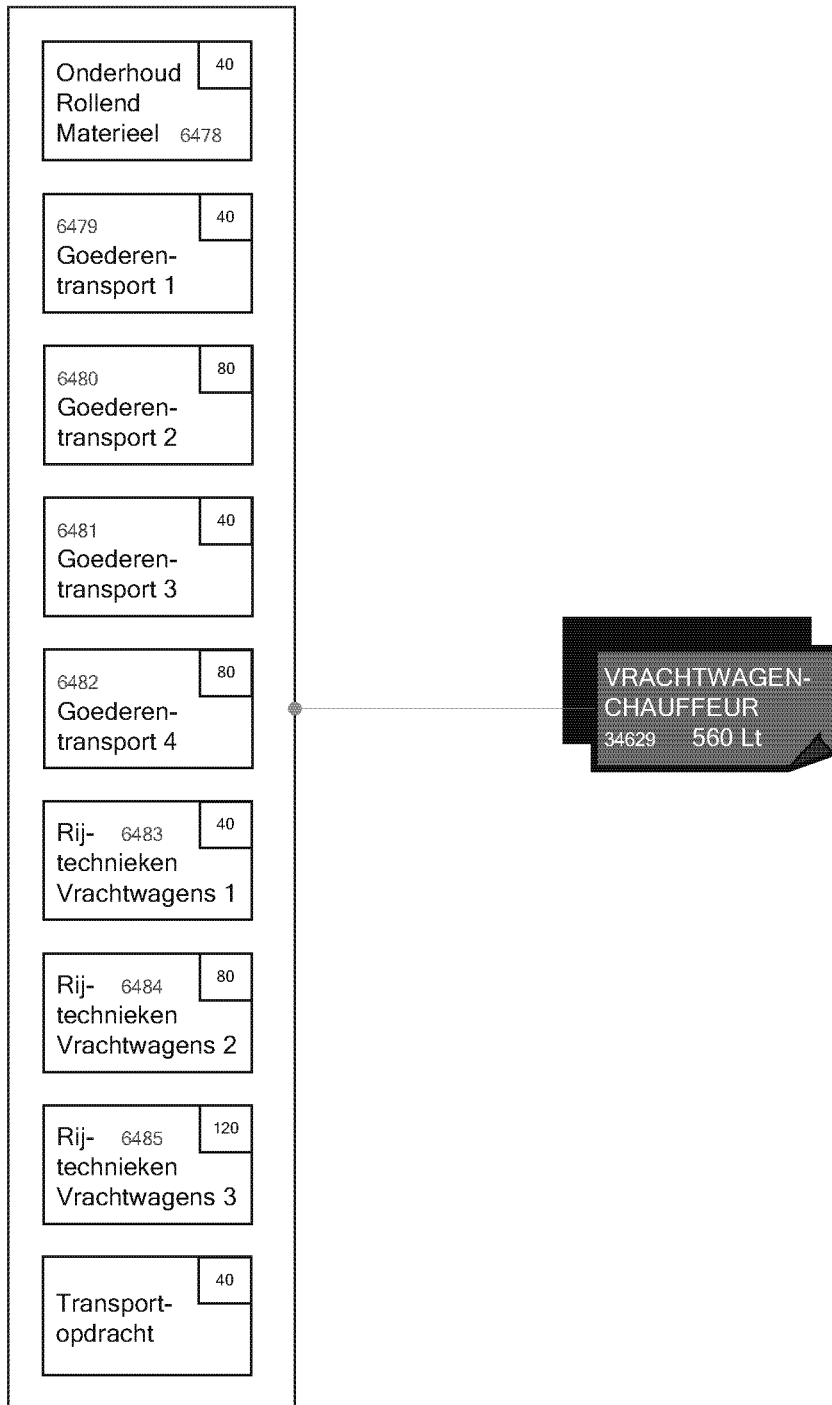 Onderhoud 40
Rollend
Materieel 6478
6479 40
Goederen-
transport 1
6480 80
Goederen-
transport 2
6481 40
Goederen-
transport 3
6482 80
Goederen-
transport 4
Rij- 6483 40
technieken
Vrachtwagens 1
Rij- 6484 80
technieken
Vrachtwagens 2
Rij- 6485 120
technieken
Vrachtwagens 3
40
Transport-
opdracht
VRACHTWAGEN-
CHAUFFEUR
34629 560 Lt